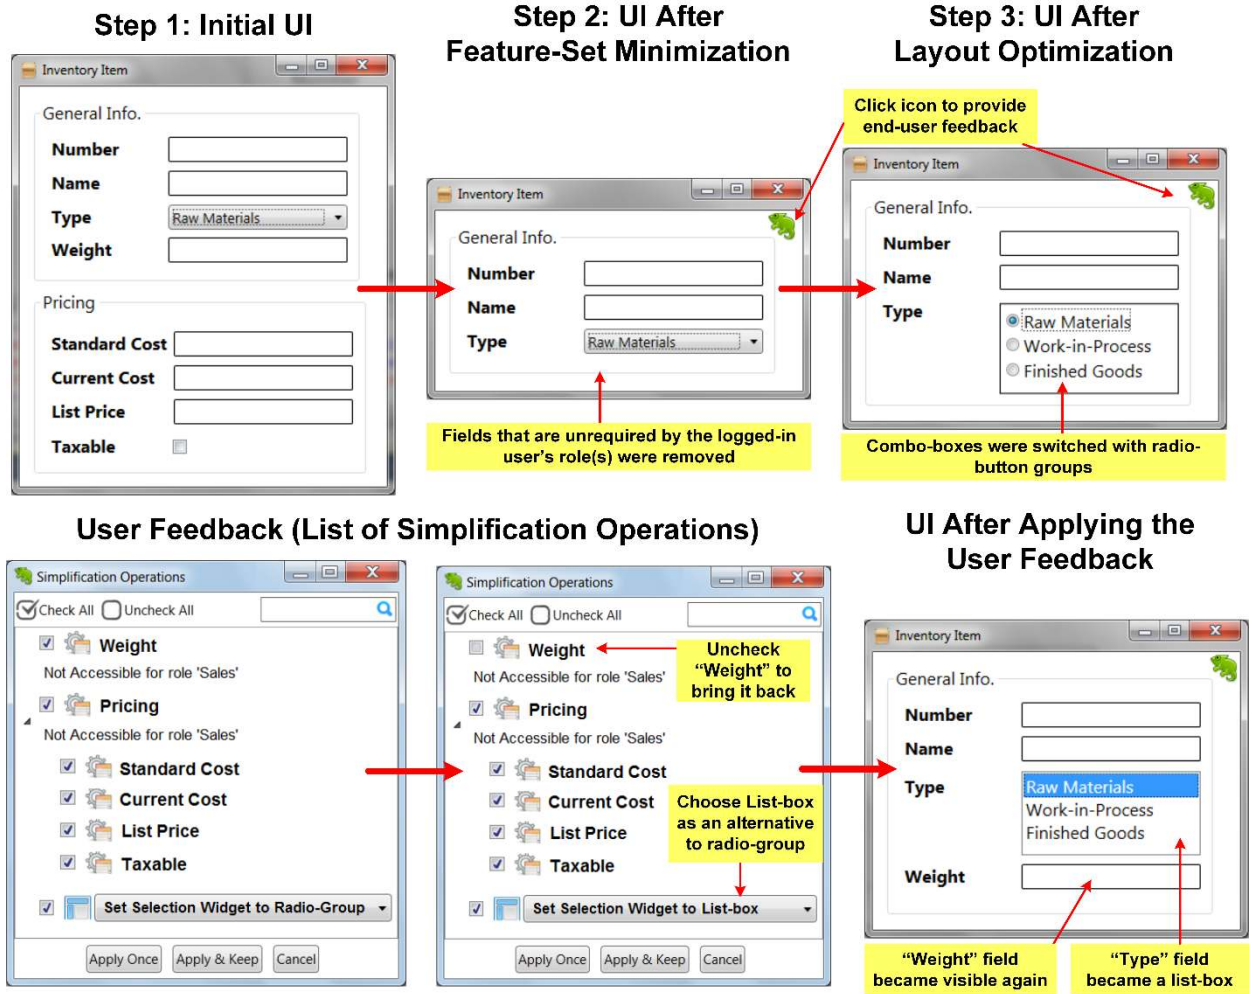 Step 1: Initial UI
Inventory Item
General Info.
Number
Name
Type
Raw Materials
Weight
Pricing
Standard Cost
Current Cost
List Price
Taxable
Step 2: UI After
Feature-Set Minimization
Inventory Item
General Info.
Number
Name
Type
Raw Materials
Fields that are unrequired by the logged-in
user's role(s) were removed
Step 3: UI After
Layout Optimization
Click icon to provide
end-user feedback
Inventory Item
General Info.
Number
Name
Type
Raw Materials
Work-in-Process
Finished Goods
Combo-boxes were switched with radio-
button groups
User Feedback (List of Simplification Operations)
Simplification Operations
Check All
Uncheck All
Weight
Not Accessible for role 'Sales'
Pricing
Not Accessible for role 'Sales'
Standard Cost
Current Cost
List Price
Taxable
Set Selection Widget to Radio-Group
Apply Once
Apply & Keep
Cancel
Simplification Operations
Check All
Uncheck All
Weight
Uncheck
“Weight” to
bring it back
Not Accessible for role 'Sales'
Pricing
Not Accessible for role 'Sales'
Standard Cost
Current Cost
List Price
Taxable
Choose List-box
as an alternative
to radio-group
Set Selection Widget to List-box
Apply Once
Apply & Keep
Cancel
UI After Applying the
User Feedback
Inventory Item
General Info.
Number
Name
Type
Raw Materials
Work-in-Process
Finished Goods
Weight
“Weight” field
became visible again
“Type” field
became a list-box